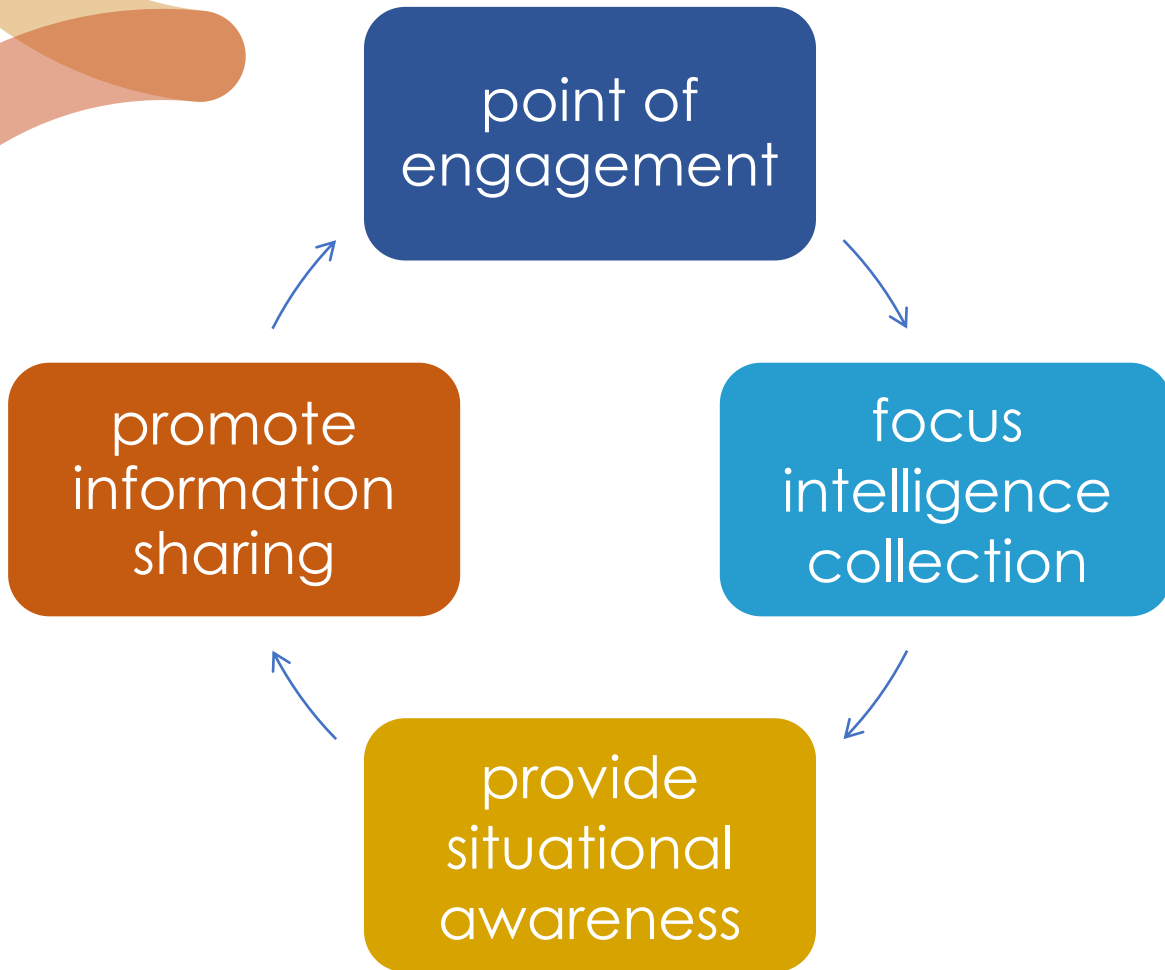 point of
engagement
focus
intelligence
collection
provide
situational
awareness
promote
information
sharing